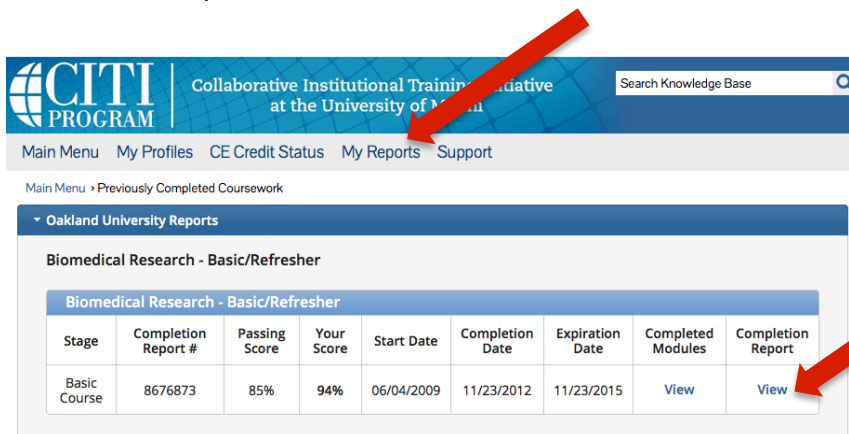 CITI
PROGRAM
Collaborative Institutional Training Initiative
at the University of
Search Knowledge Base
Main Menu My Profiles CE Credit Status My Reports Support
Main Menu › Previously Completed Coursework
Oakland University Reports
Biomedical Research - Basic/Refresher
Biomedical Research - Basic/Refresher
Stage Completion Report # Passing Score Your Score Start Date Completion Date Expiration Date Completed Modules Completion Report
Basic Course 8676873 85% 94% 06/04/2009 11/23/2012 11/23/2015 View View